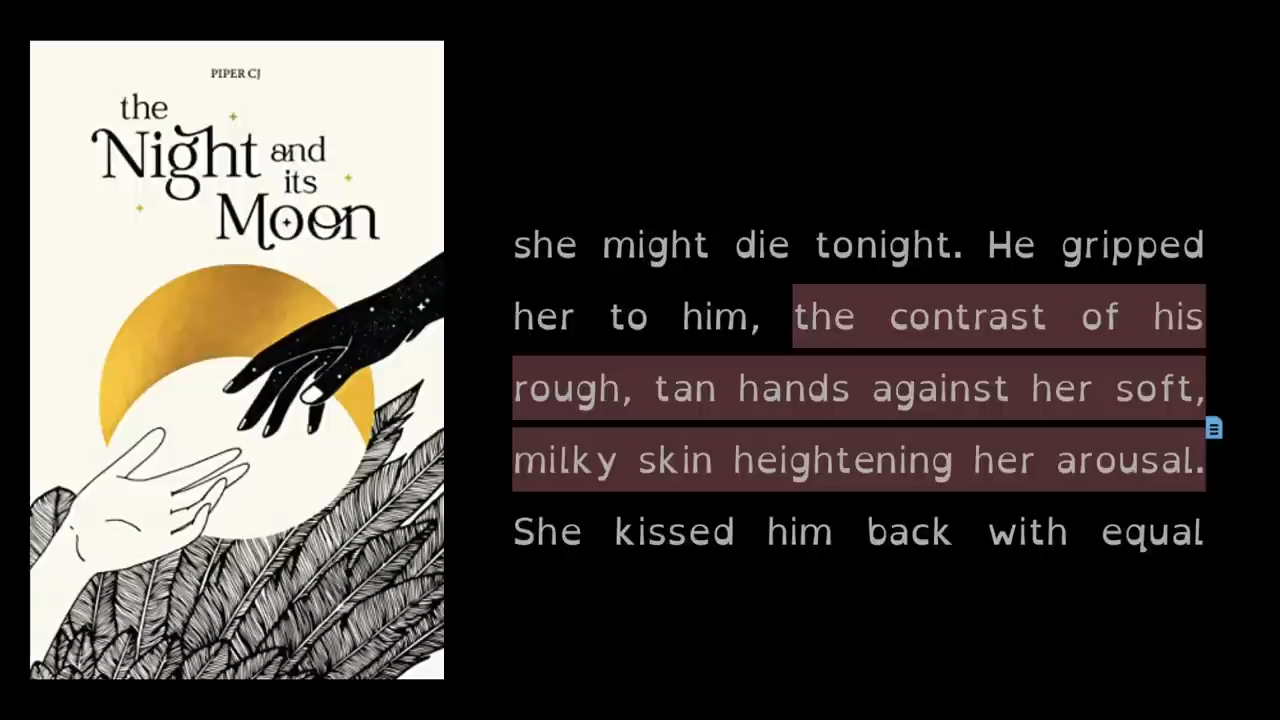 PIPER CJ
the
Night and
its
Moon
she might die tonight. He gripped
her to him, the contrast of his
rough, tan hands against her soft,
milky skin heightening her arousal.
She kissed him back with equal